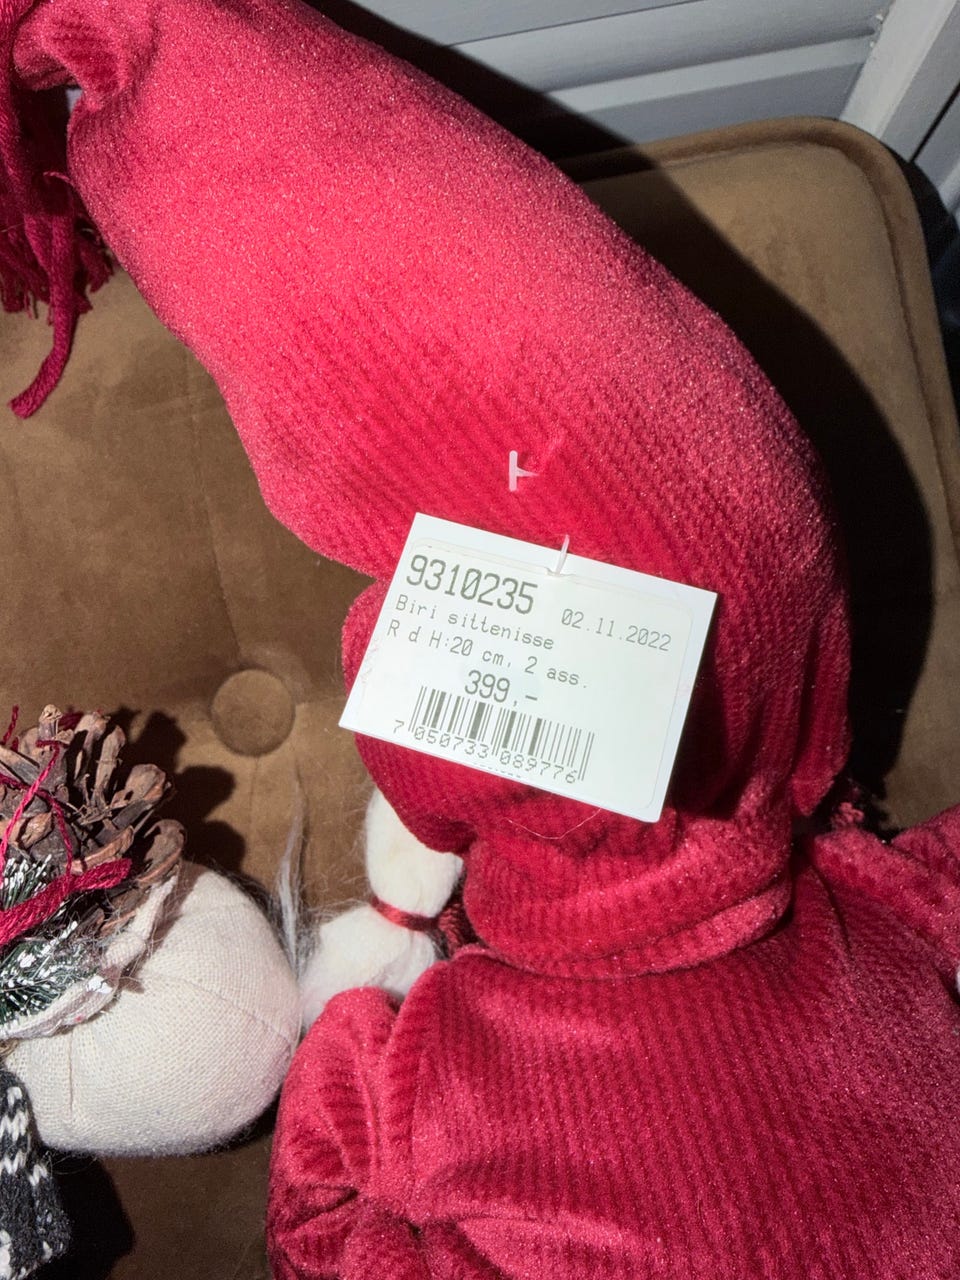 9310235 02.11.2022
Biri sittenisse
R d H:20 cm, 2 ass.
399,-
7 050733 089776